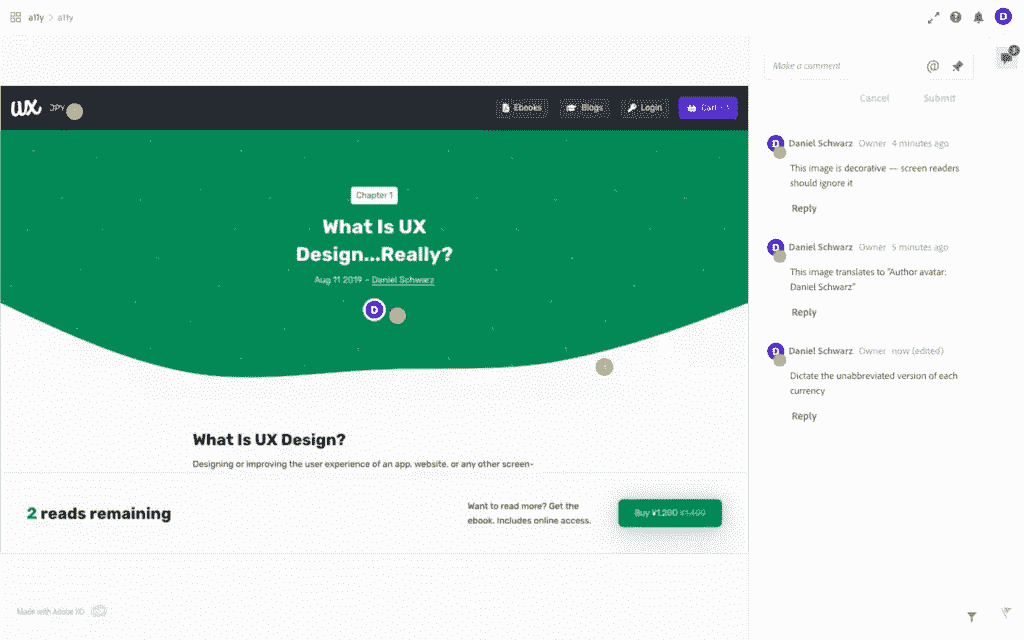 a11y > a11y
D
UX JPY
Ebooks
Blogs
Login
Cart
Chapter 1
What Is UX
Design...Really?
Aug 11 2019 – Daniel Schwarz
D
What Is UX Design?
Designing or improving the user experience of an app, website, or any other screen-
2 reads remaining
Want to read more? Get the
ebook. Includes online access.
Buy ¥1,200 ¥1,400
Made with Adobe XD
Make a comment
@
Cancel
Submit
3
D
Daniel Schwarz Owner 4 minutes ago
This image is decorative — screen readers
should ignore it
Reply
D
Daniel Schwarz Owner 5 minutes ago
This image translates to "Author avatar:
Daniel Schwarz"
Reply
D
Daniel Schwarz Owner now (edited)
Dictate the unabbreviated version of each
currency
Reply